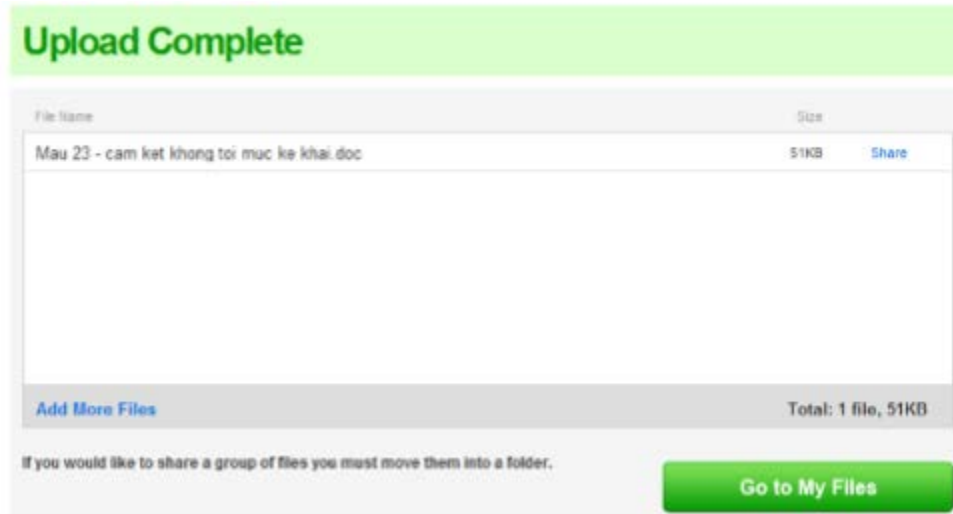 Upload Complete
File Name Size
Mau 23 - cam ket khong toi muc ke khai.doc 51KB Share
Add More Files Total: 1 file, 51KB
If you would like to share a group of files you must move them into a folder.
Go to My Files